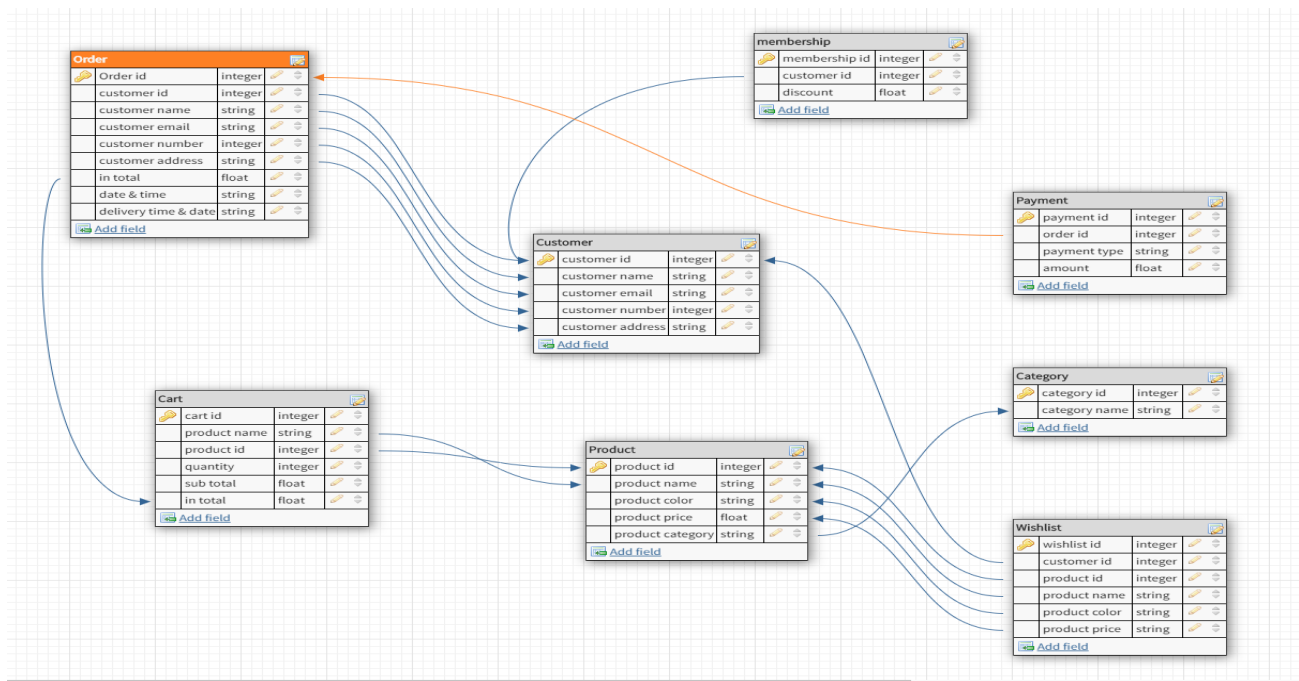 Order
Order id integer
customer id integer
customer name string
customer email string
customer number integer
customer address string
in total float
date & time string
delivery time & date string
Add field
membership
membership id integer
customer id integer
discount float
Add field
Payment
payment id integer
order id integer
payment type string
amount float
Add field
Customer
customer id integer
customer name string
customer email string
customer number integer
customer address string
Add field
Category
category id integer
category name string
Add field
Cart
cart id integer
product name string
product id integer
quantity integer
sub total float
in total float
Add field
Product
product id integer
product name string
product color string
product price float
product category string
Add field
Wishlist
wishlist id integer
customer id integer
product id integer
product name string
product color string
product price string
Add field